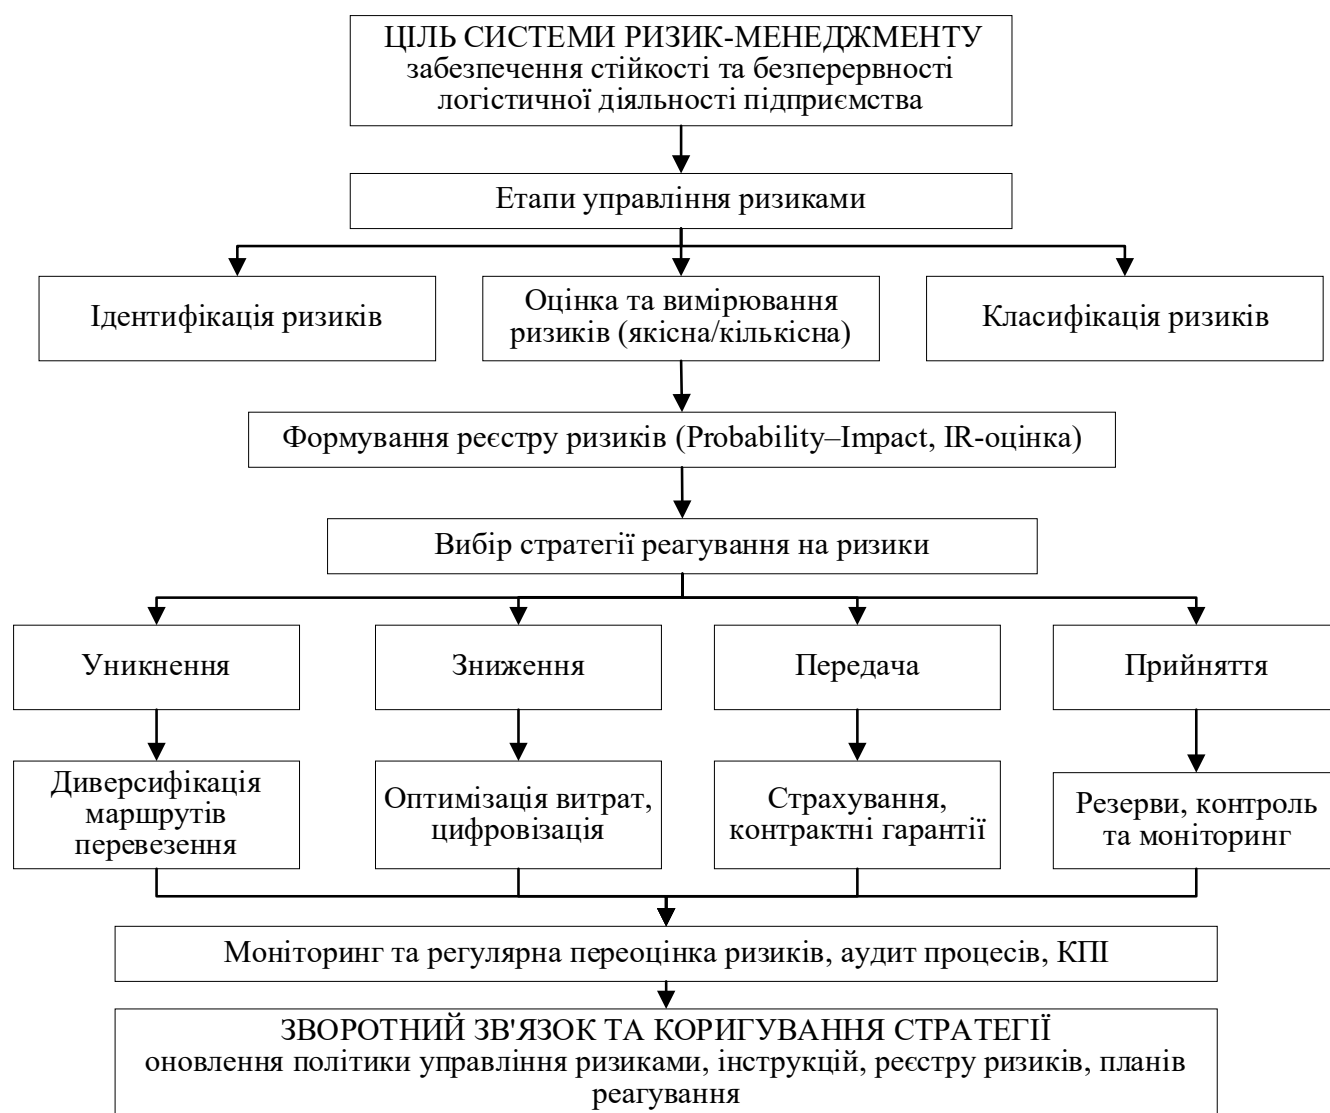 ЦІЛЬ СИСТЕМИ РИЗИК-МЕНЕДЖМЕНТУ
забезпечення стійкості та безперервності
логістичної діяльності підприємства
Етапи управління ризиками
Ідентифікація ризиків
Оцінка та вимірювання
ризиків (якісна/кількісна)
Класифікація ризиків
Формування реєстру ризиків (Probability–Impact, IR-оцінка)
Вибір стратегії реагування на ризики
Уникнення
Зниження
Передача
Прийняття
Диверсифікація
маршрутів
перевезення
Оптимізація витрат,
цифровізація
Страхування,
контрактні гарантії
Резерви, контроль
та моніторинг
Моніторинг та регулярна переоцінка ризиків, аудит процесів, КПІ
ЗВОРОТНИЙ ЗВ'ЯЗОК ТА КОРИГУВАННЯ СТРАТЕГІЇ
оновлення політики управління ризиками, інструкцій, реєстру ризиків, планів
реагування